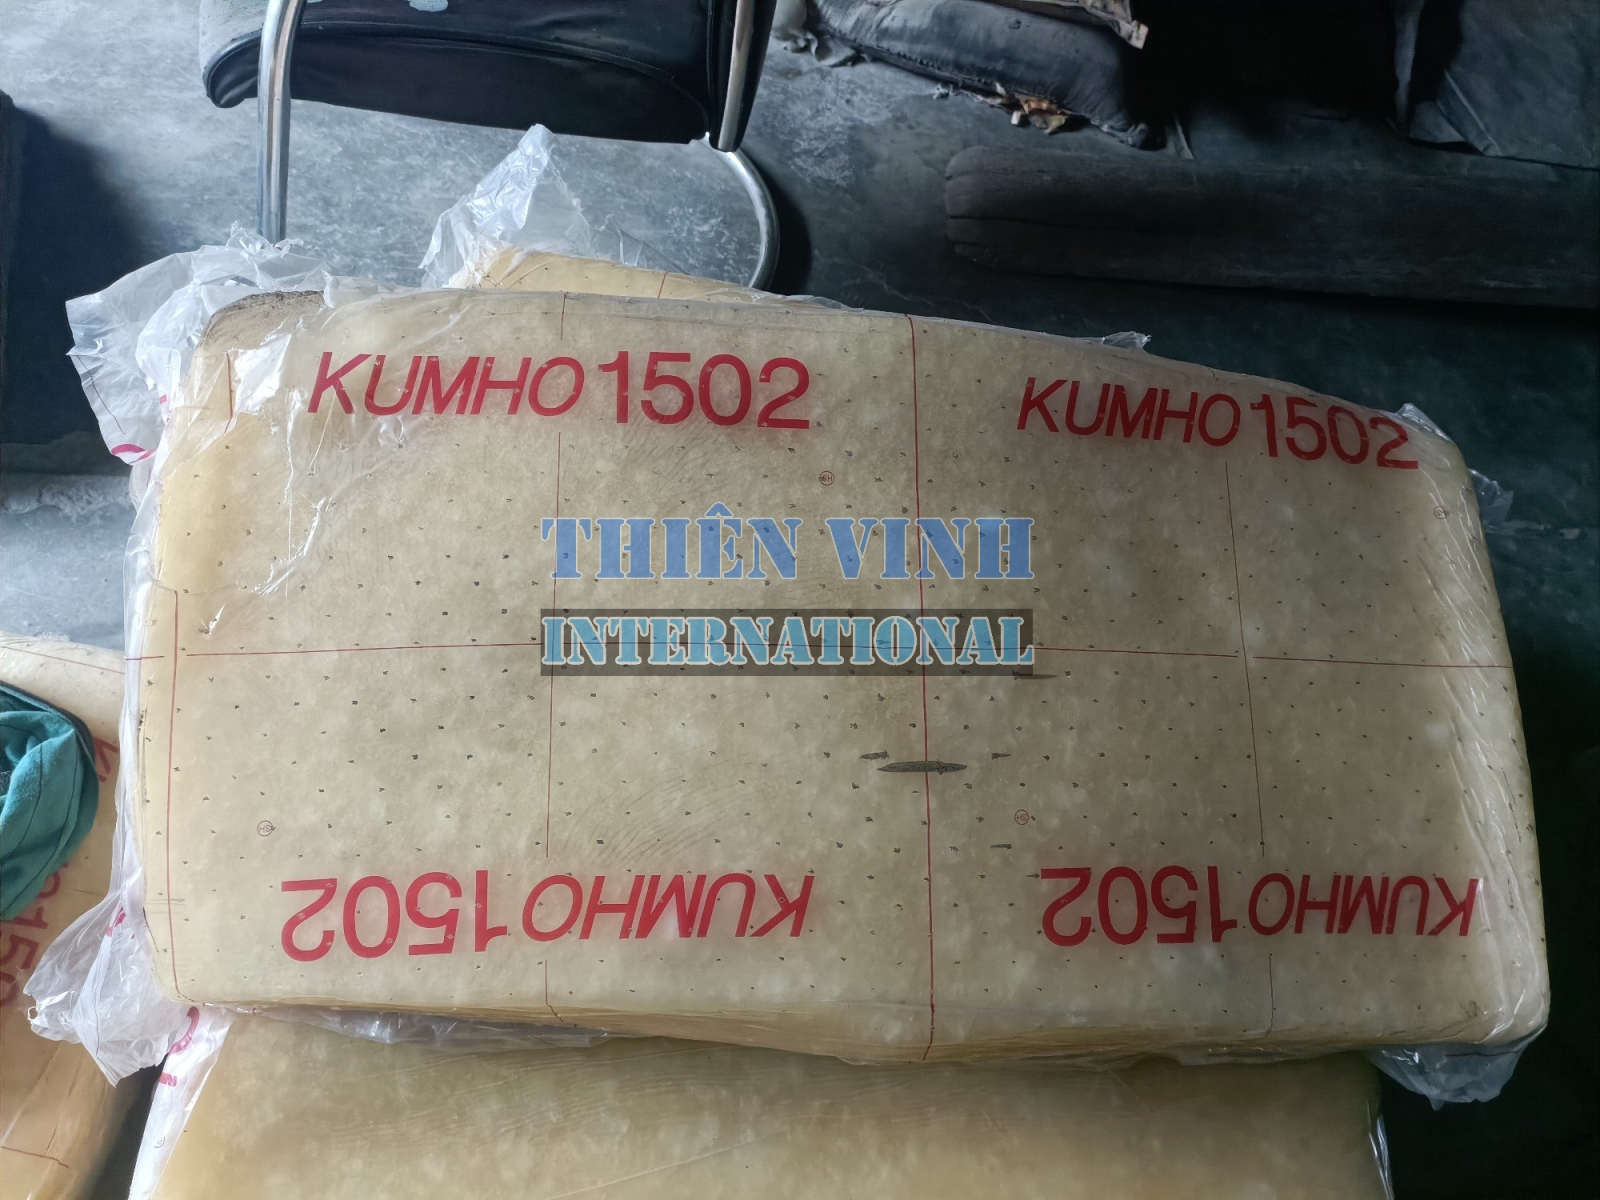 KUMHO 1502
KUMHO 1502
THIÊN VINH
INTERNATIONAL
KUMHO 1502
KUMHO 1502